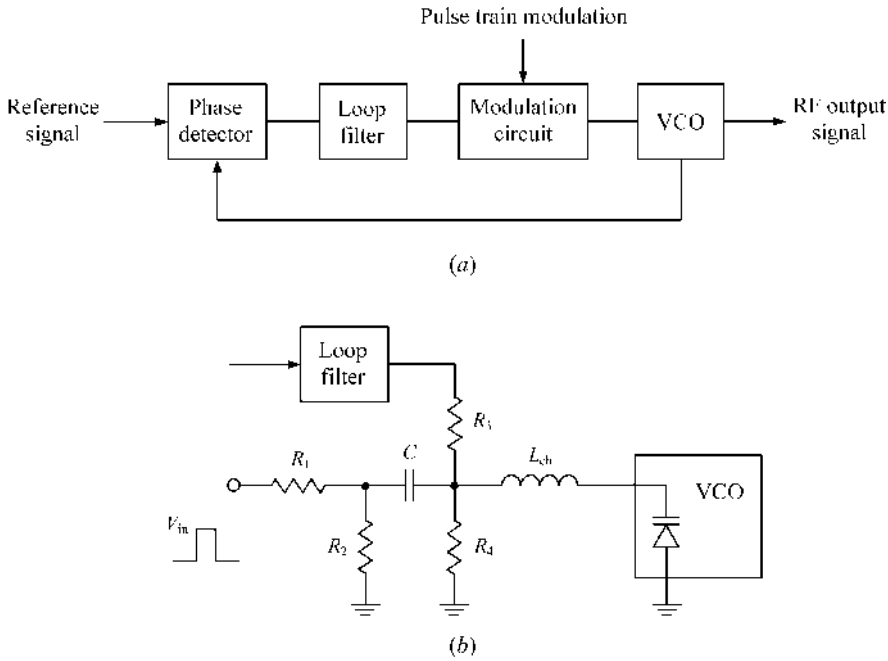 Pulse train modulation
Reference
signal
Phase
detector
Loop
filter
Modulation
circuit
VCO
RF output
signal
(a)
Loop
filter
R3
R1
C
Lch
VCO
Vin
R2
R4
(b)